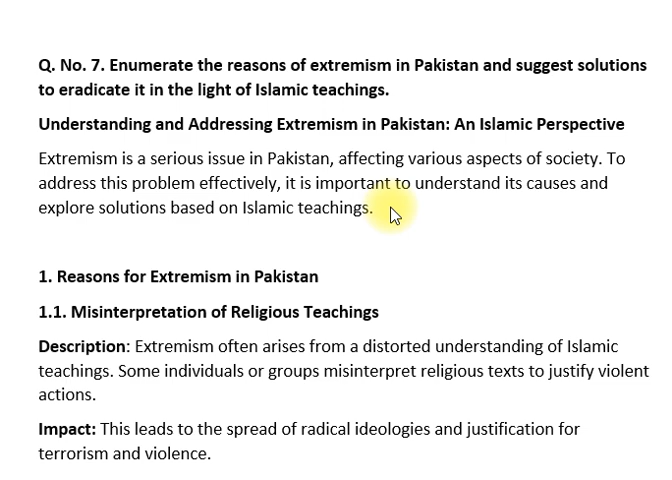 Q. No. 7. Enumerate the reasons of extremism in Pakistan and suggest solutions
to eradicate it in the light of Islamic teachings.
Understanding and Addressing Extremism in Pakistan: An Islamic Perspective
Extremism is a serious issue in Pakistan, affecting various aspects of society. To
address this problem effectively, it is important to understand its causes and
explore solutions based on Islamic teachings.
1. Reasons for Extremism in Pakistan
1.1. Misinterpretation of Religious Teachings
Description: Extremism often arises from a distorted understanding of Islamic
teachings. Some individuals or groups misinterpret religious texts to justify violent
actions.
Impact: This leads to the spread of radical ideologies and justification for
terrorism and violence.